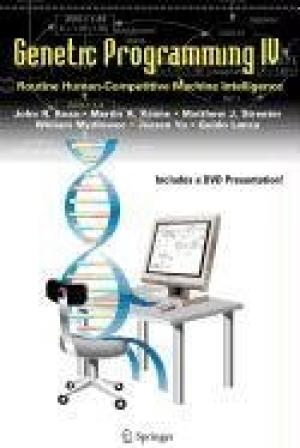 Genetic Programming IV
Routine Human-Competitive Machine Intelligence
John R. Koza • Martin A. Keane • Matthew J. Streeter
William Mydlowec • Jessen Yu • Guido Lanza
Includes a DVD Presentation!
Springer